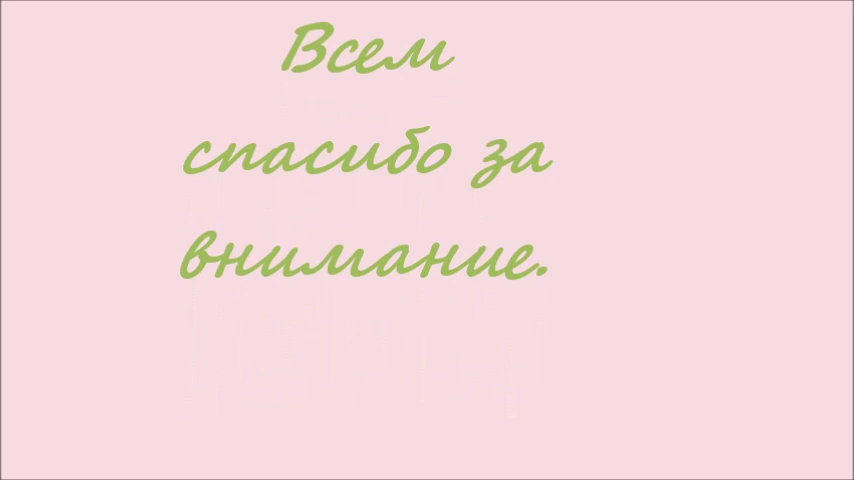 Всем
спасибо за
внимание.